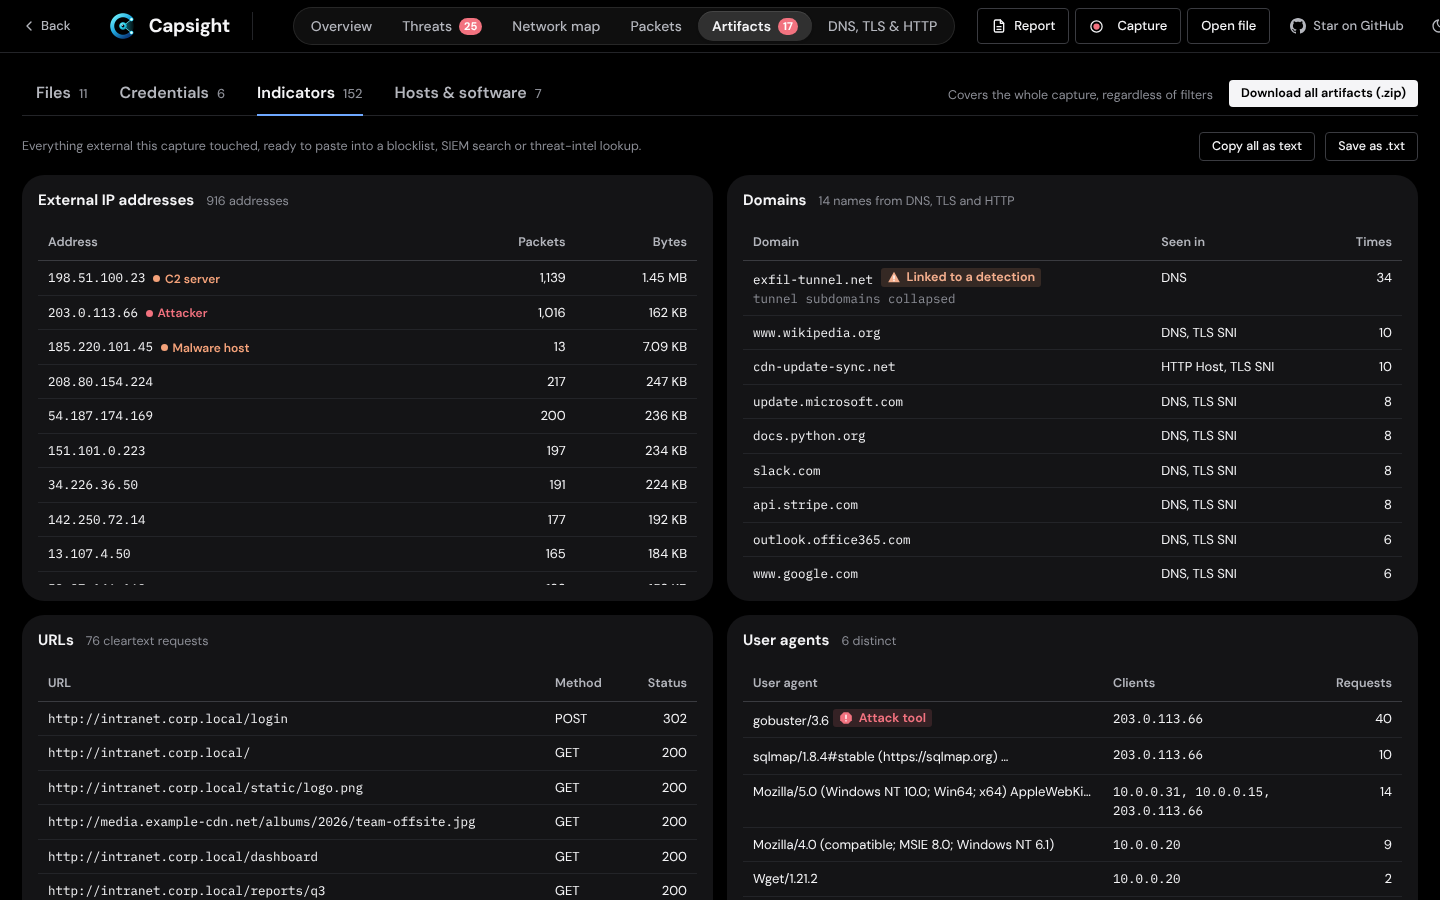 Back
Capsight
Overview
Threats 25
Network map
Packets
Artifacts 17
DNS, TLS & HTTP
Report
Capture
Open file
Star on GitHub
Files 11
Credentials 6
Indicators 152
Hosts & software 7
Covers the whole capture, regardless of filters
Download all artifacts (.zip)
Everything external this capture touched, ready to paste into a blocklist, SIEM search or threat-intel lookup.
Copy all as text
Save as .txt
External IP addresses 916 addresses
Address Packets Bytes
198.51.100.23 C2 server 1,139 1.45 MB
203.0.113.66 Attacker 1,016 162 KB
185.220.101.45 Malware host 13 7.09 KB
208.80.154.224 217 247 KB
54.187.174.169 200 236 KB
151.101.0.223 197 234 KB
34.226.36.50 191 224 KB
142.250.72.14 177 192 KB
13.107.4.50 165 184 KB
Domains 14 names from DNS, TLS and HTTP
Domain Seen in Times
exfil-tunnel.net Linked to a detection DNS 34
tunnel subdomains collapsed
www.wikipedia.org DNS, TLS SNI 10
cdn-update-sync.net HTTP Host, TLS SNI 10
update.microsoft.com DNS, TLS SNI 8
docs.python.org DNS, TLS SNI 8
slack.com DNS, TLS SNI 8
api.stripe.com DNS, TLS SNI 8
outlook.office365.com DNS, TLS SNI 6
www.google.com DNS, TLS SNI 6
URLs 76 cleartext requests
URL Method Status
http://intranet.corp.local/login POST 302
http://intranet.corp.local/ GET 200
http://intranet.corp.local/static/logo.png GET 200
http://media.example-cdn.net/albums/2026/team-offsite.jpg GET 200
http://intranet.corp.local/dashboard GET 200
http://intranet.corp.local/reports/q3 GET 200
User agents 6 distinct
User agent Clients Requests
gobuster/3.6 Attack tool 203.0.113.66 40
sqlmap/1.8.4#stable (https://sqlmap.org) … 203.0.113.66 10
Mozilla/5.0 (Windows NT 10.0; Win64; x64) AppleWebKi… 10.0.0.31, 10.0.0.15, 14
203.0.113.66
Mozilla/4.0 (compatible; MSIE 8.0; Windows NT 6.1) 10.0.0.20 9
Wget/1.21.2 10.0.0.20 2